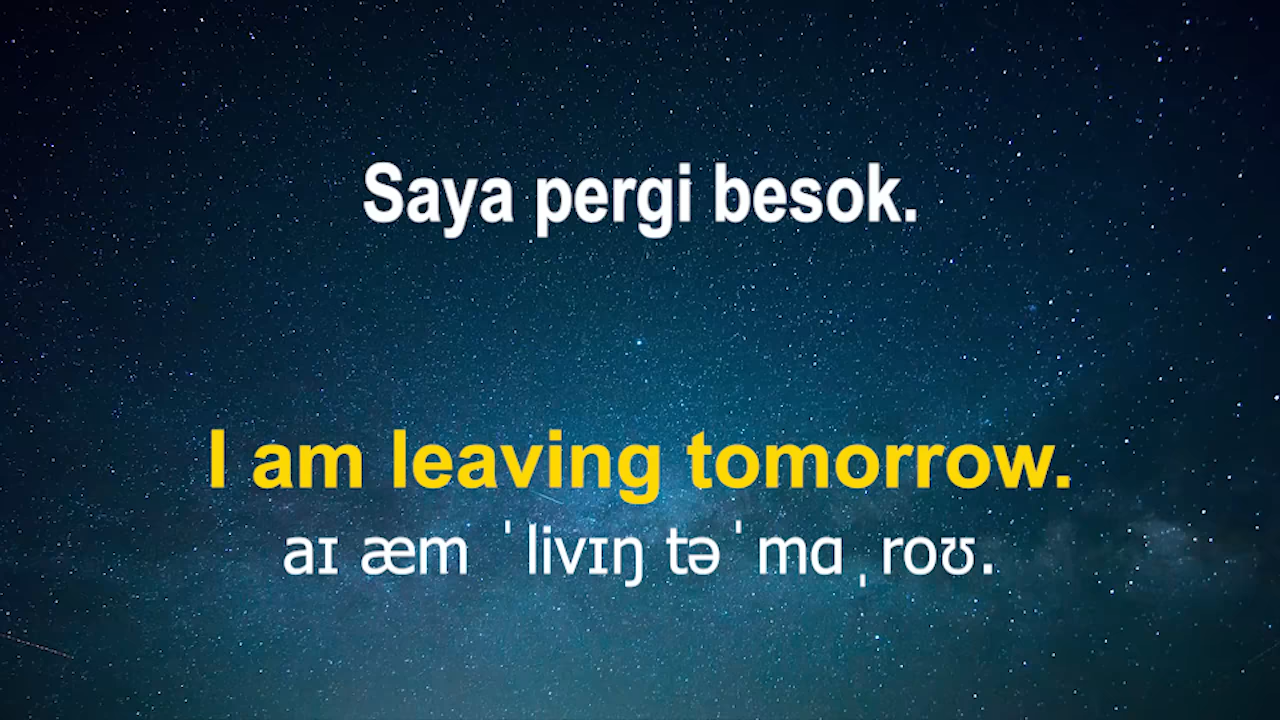 Saya pergi besok.
I am leaving tomorrow.
aɪ æm ˈlivɪŋ təˈmɑˌroʊ.